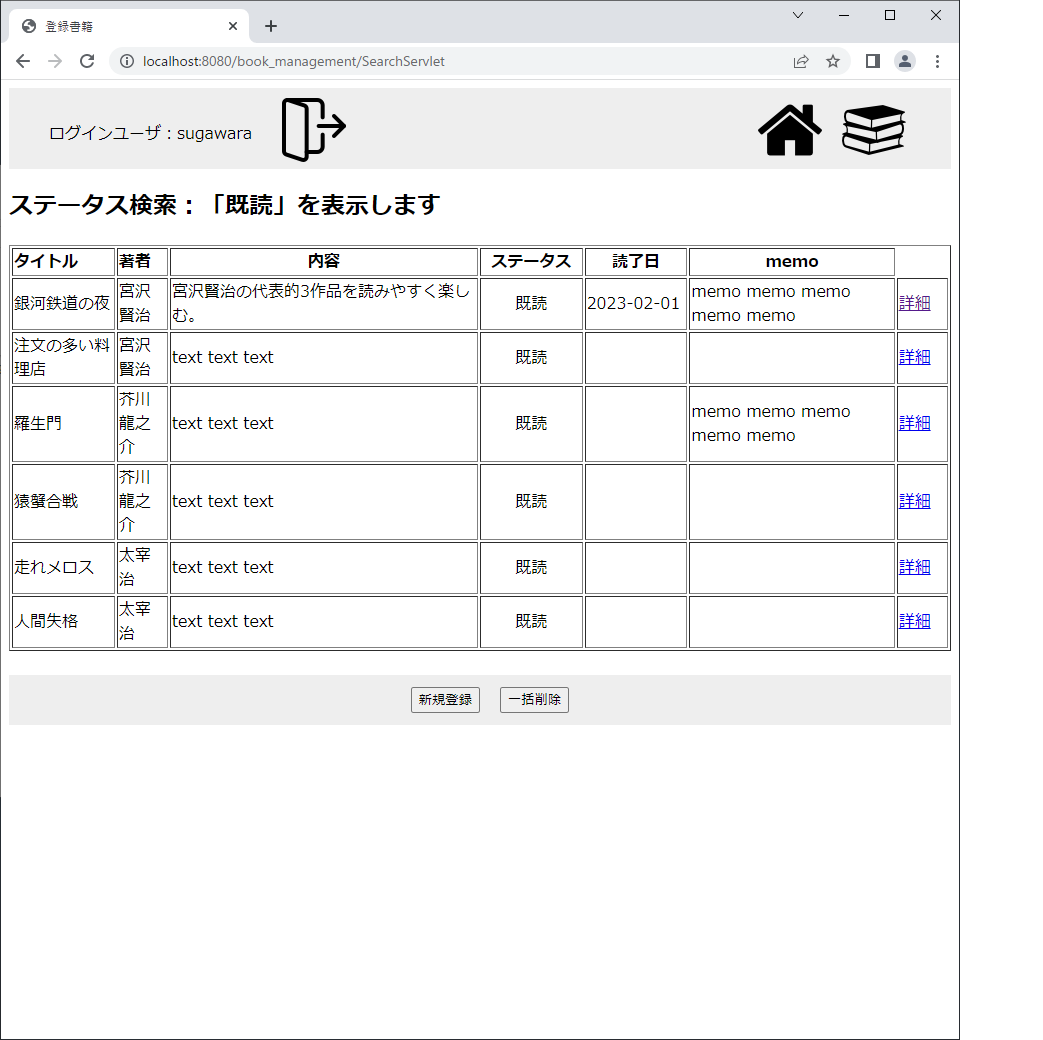 登録書籍
localhost:8080/book_management/SearchServlet
ログインユーザ：sugawara
ステータス検索：「既読」を表示します
タイトル 著者 内容 ステータス 読了日 memo
銀河鉄道の夜 宮沢賢治 宮沢賢治の代表的3作品を読みやすく楽しむ。 既読 2023-02-01 memo memo memo memo memo 詳細
注文の多い料理店 宮沢賢治 text text text 既読 詳細
羅生門 芥川龍之介 text text text 既読 memo memo memo memo memo 詳細
猿蟹合戦 芥川龍之介 text text text 既読 詳細
走れメロス 太宰治 text text text 既読 詳細
人間失格 太宰治 text text text 既読 詳細
新規登録 一括削除